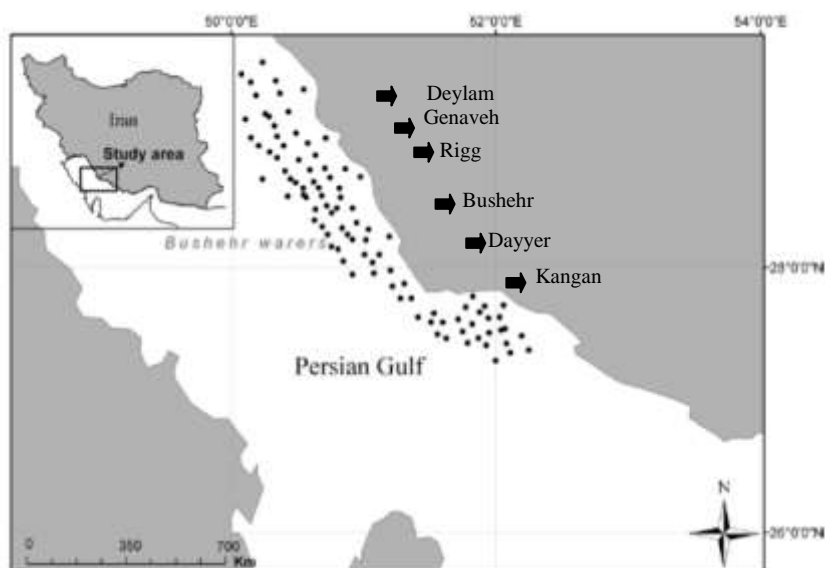 50°0'0"E 52°0'0"E 54°0'0"E
Iran
Study area
Deylam
Genaveh
Rigg
Bushehr
Bushehr warers
Dayyer
28°0'0"N
Kangan
Persian Gulf
N
26°0'0"N
0 350 700
Km